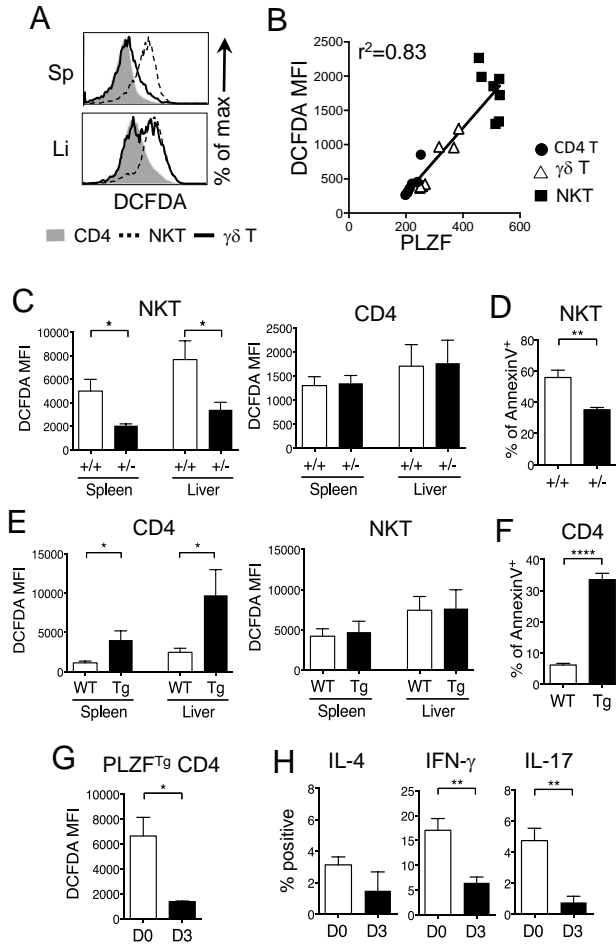 A
Sp
Li
% of max
DCFDA
CD4 NKT γδ T
B
r²=0.83
DCFDA MFI
2500
2000
1500
1000
500
0
0 200 400 600
PLZF
CD4 T
γδ T
NKT
C
NKT
DCFDA MFI
10000
8000
6000
4000
2000
0
* *
+/+ +/- +/+ +/-
Spleen Liver
CD4
DCFDA MFI
2500
2000
1500
1000
500
0
+/+ +/- +/+ +/-
Spleen Liver
D
NKT
% of AnnexinV⁺
80
60
40
20
0
**
+/+ +/-
E
CD4
DCFDA MFI
15000
10000
5000
0
* *
WT Tg WT Tg
Spleen Liver
NKT
DCFDA MFI
15000
10000
5000
0
WT Tg WT Tg
Spleen Liver
F
CD4
% of AnnexinV⁺
40
30
20
10
0
****
WT Tg
G
PLZFᵀᵍ CD4
DCFDA MFI
10000
8000
6000
4000
2000
0
*
D0 D3
H
IL-4
% positive
8
6
4
2
0
D0 D3
IFN-γ
25
20
15
10
5
0
**
D0 D3
IL-17
8
6
4
2
0
**
D0 D3